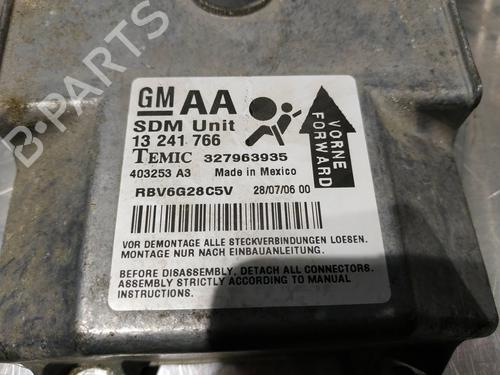 B-PARTS
GM AA
SDM Unit
13 241 766
TEMIC 327963935
403253 A3 Made in Mexico
RBV6G28C5V 28/07/06 00
VORNE
FORWARD
VOR DEMONTAGE ALLE STECKVERBINDUNGEN LOESEN.
MONTAGE NUR NACH EINBAUANLEITUNG.
BEFORE DISASSEMBLY, DETACH ALL CONNECTORS.
ASSEMBLY STRICTLY ACCORDING TO MANUAL
INSTRUCTIONS.